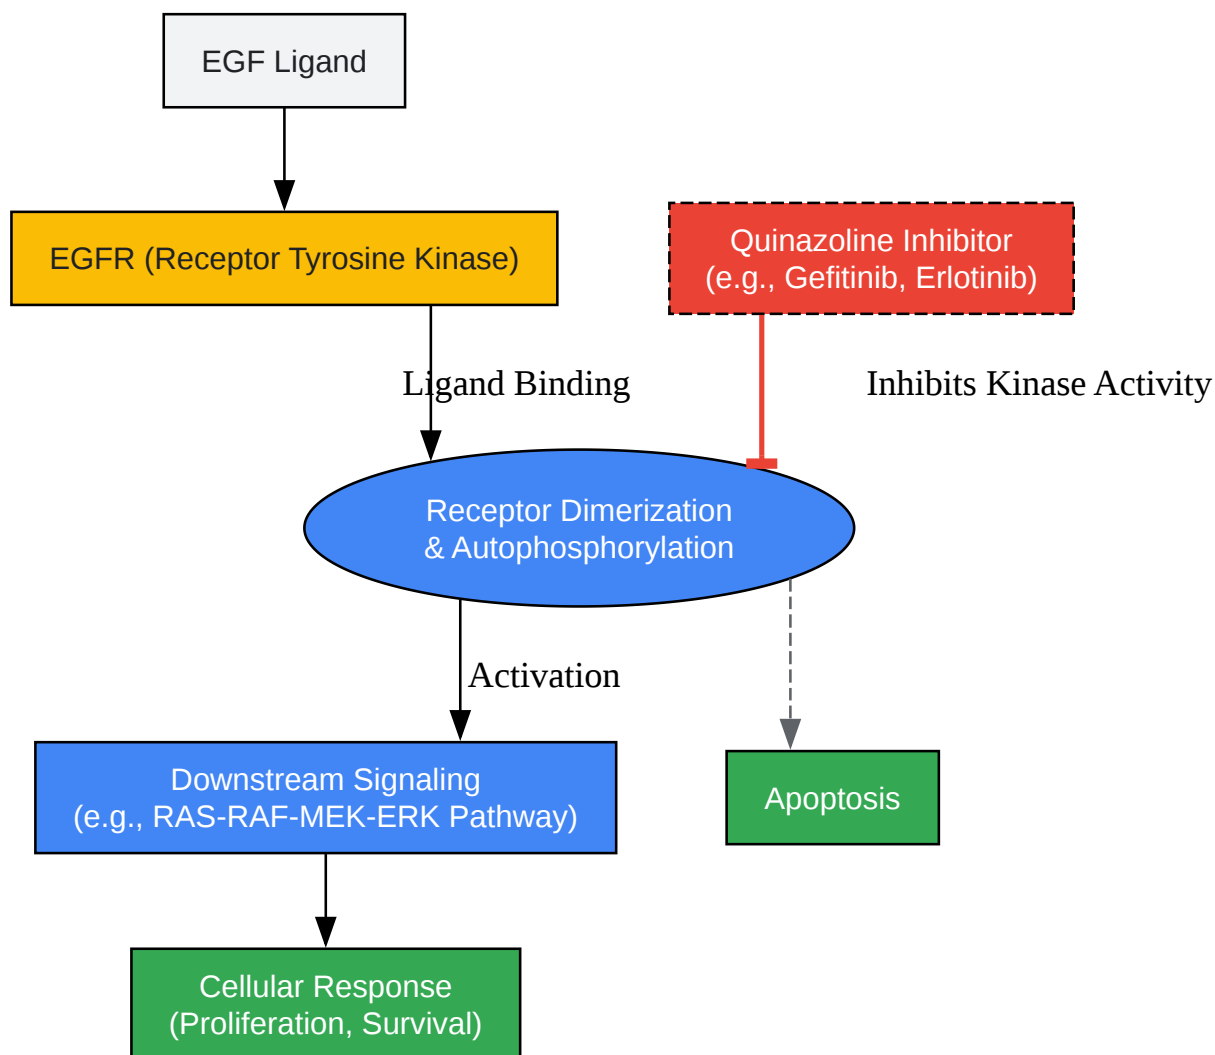 EGF Ligand
EGFR (Receptor Tyrosine Kinase)
Quinazoline Inhibitor
(e.g., Gefitinib, Erlotinib)
Ligand Binding
Inhibits Kinase Activity
Receptor Dimerization
& Autophosphorylation
Activation
Downstream Signaling
(e.g., RAS-RAF-MEK-ERK Pathway)
Apoptosis
Cellular Response
(Proliferation, Survival)